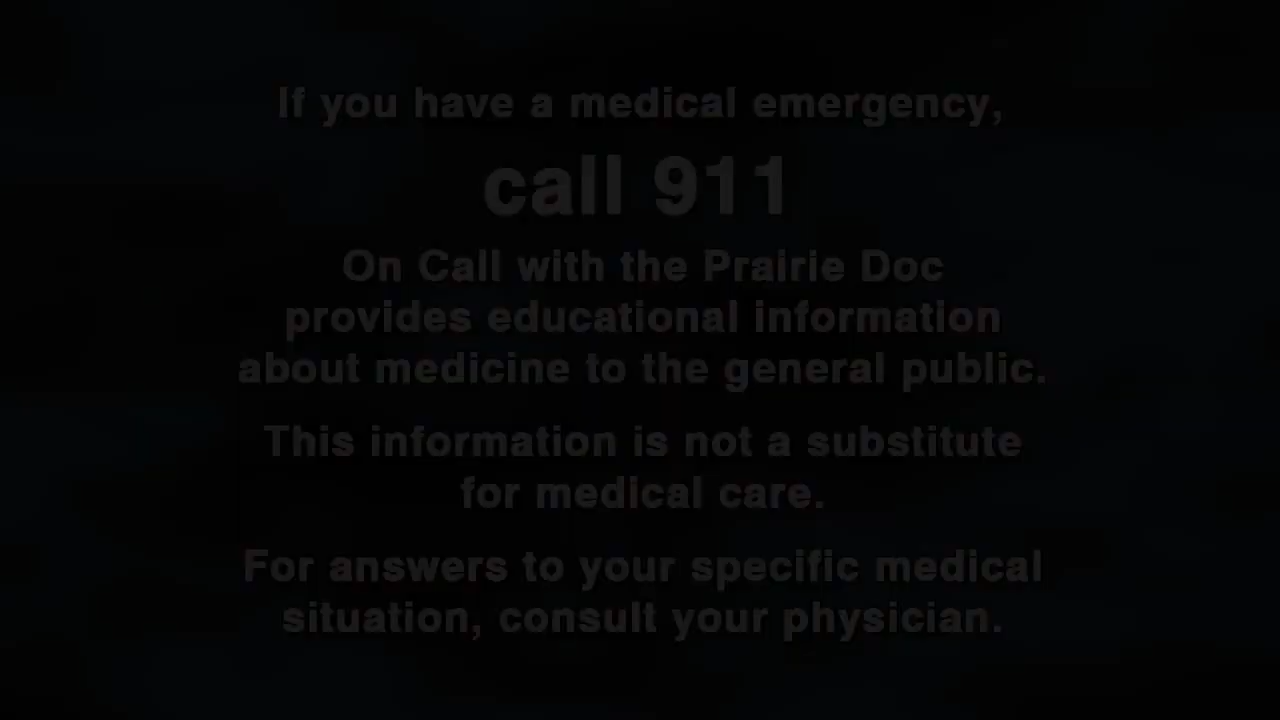 If you have a medical emergency,
call 911
On Call with the Prairie Doc
provides educational information
about medicine to the general public.
This information is not a substitute
for medical care.
For answers to your specific medical
situation, consult your physician.